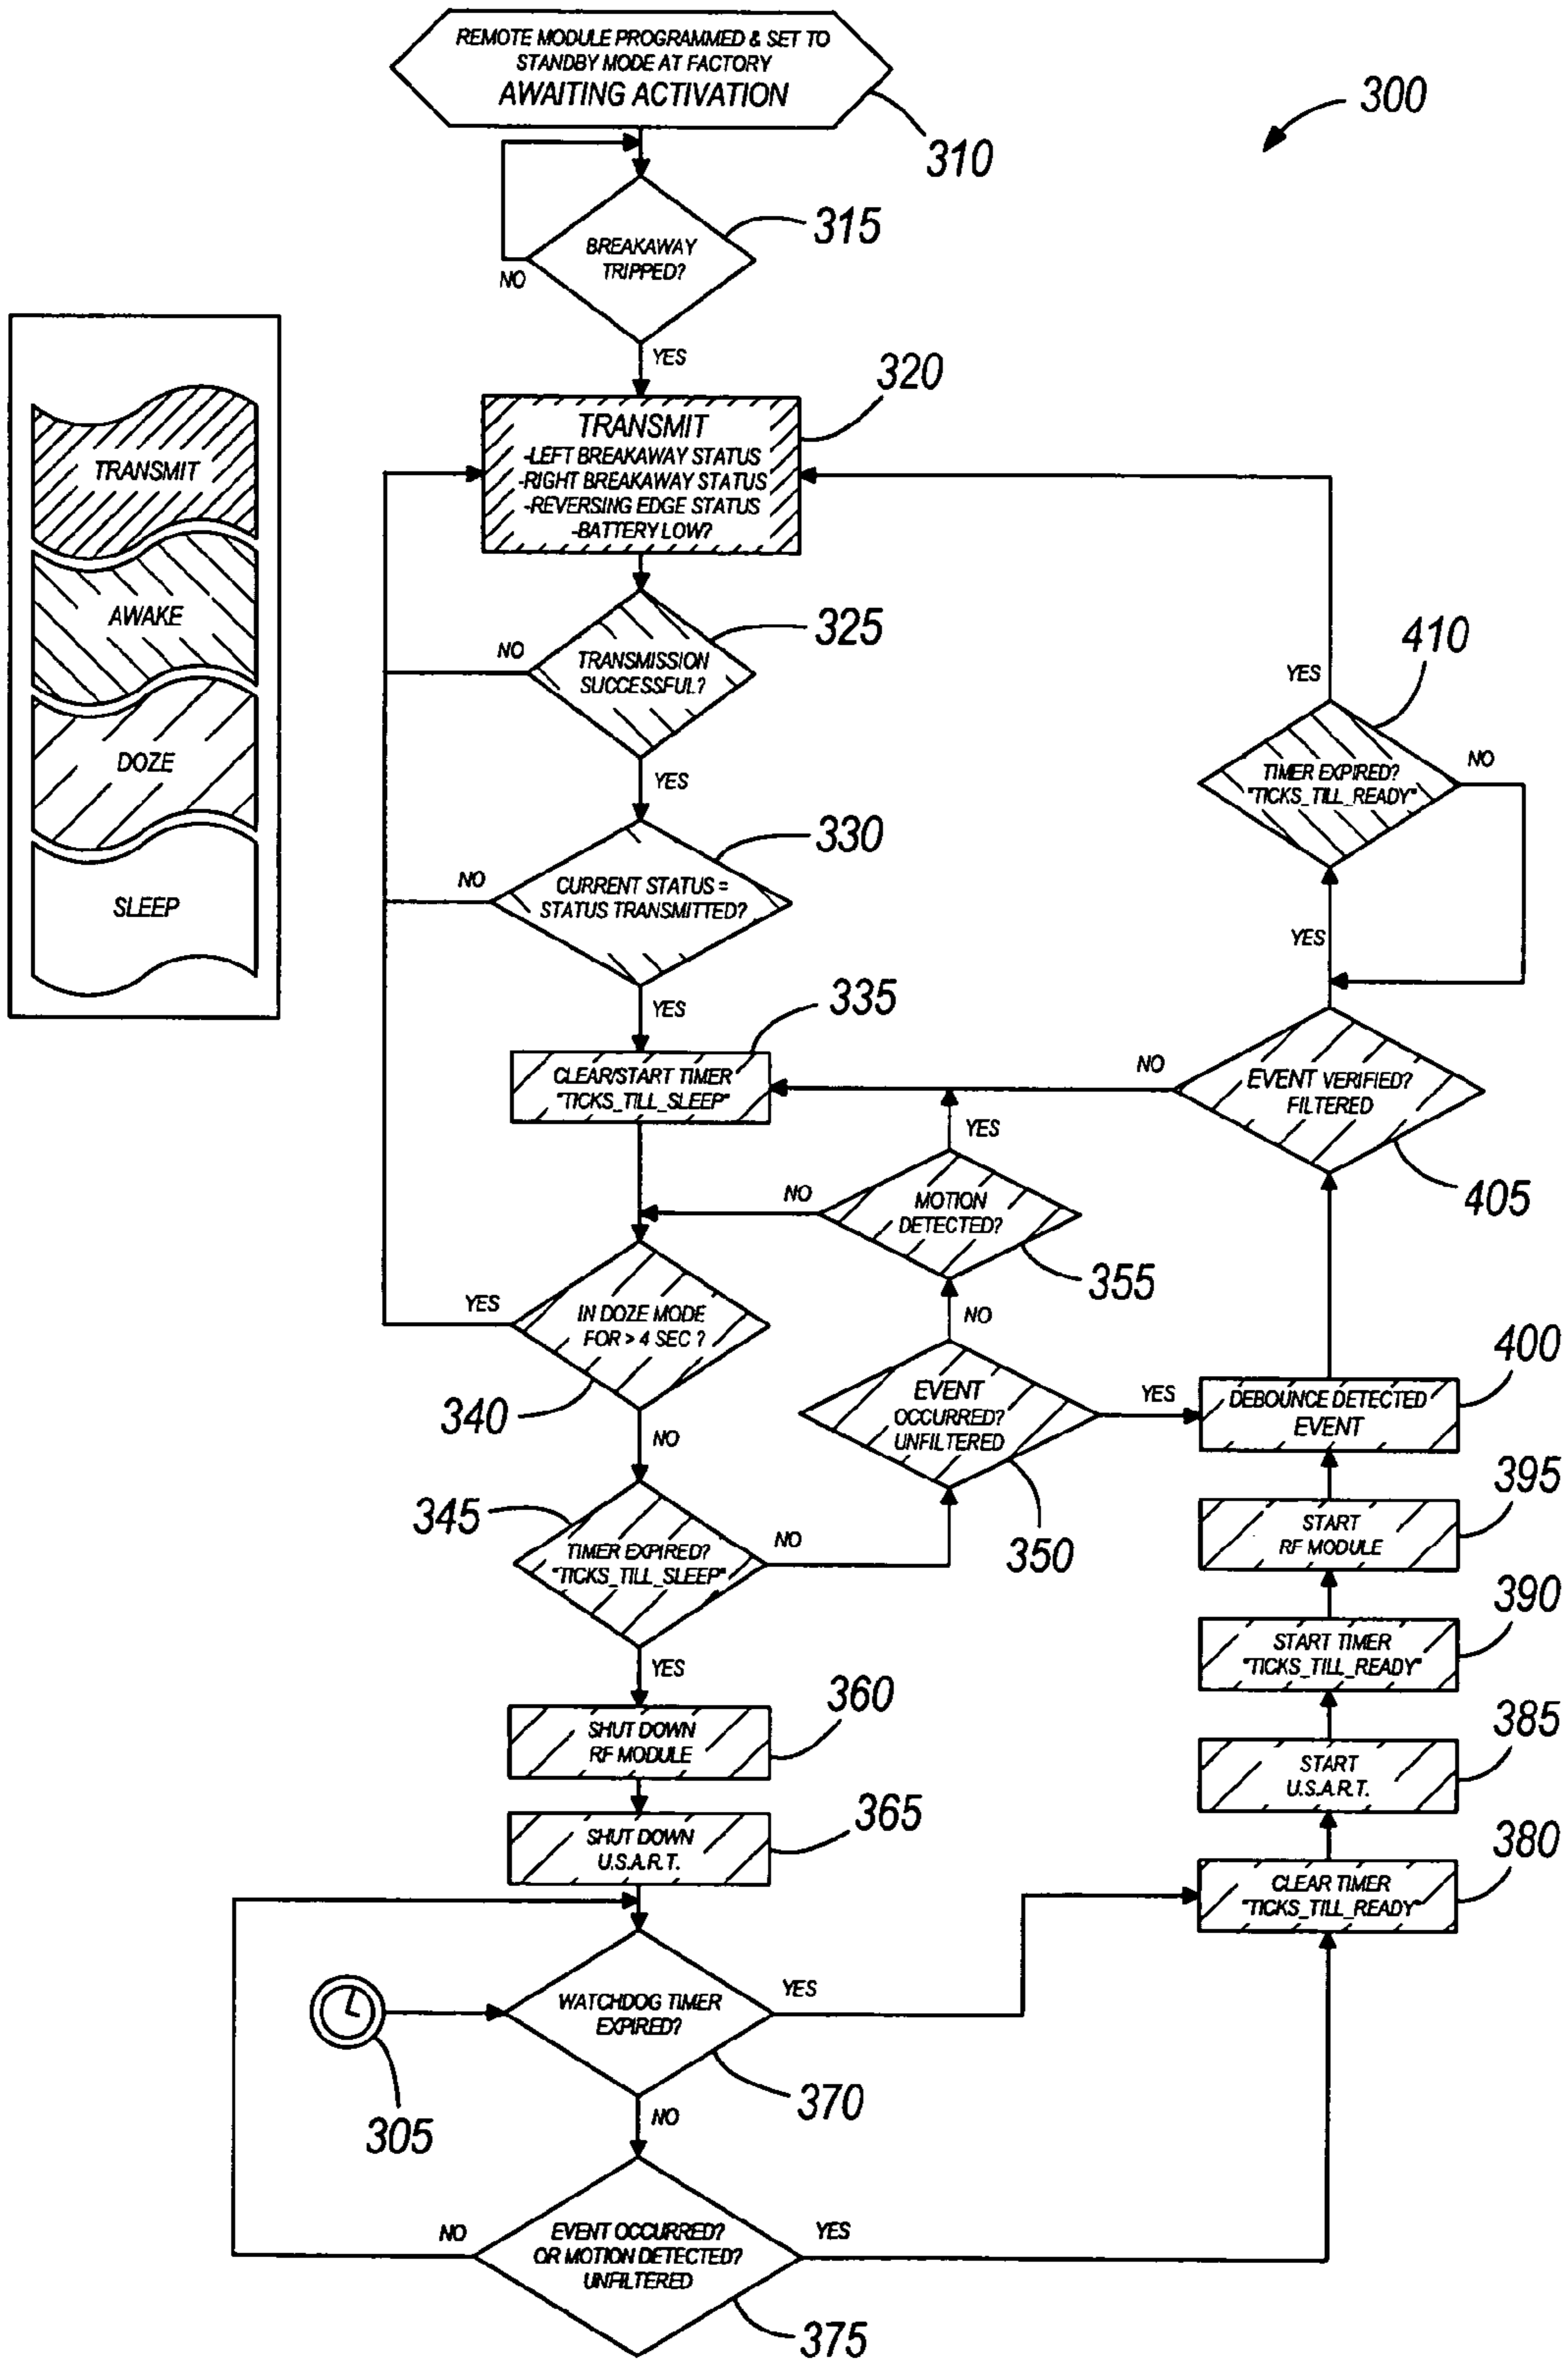 REMOTE MODULE PROGRAMMED & SET TO
STANDBY MODE AT FACTORY
AWAITING ACTIVATION
310
300
BREAKAWAY
TRIPPED?
315
NO
YES
TRANSMIT
AWAKE
DOZE
SLEEP
TRANSMIT
-LEFT BREAKAWAY STATUS
-RIGHT BREAKAWAY STATUS
-REVERSING EDGE STATUS
-BATTERY LOW?
320
TRANSMISSION
SUCCESSFUL?
325
NO
YES
CURRENT STATUS =
STATUS TRANSMITTED?
330
NO
YES
CLEAR/START TIMER
"TICKS_TILL_SLEEP"
335
IN DOZE MODE
FOR > 4 SEC ?
340
YES
NO
TIMER EXPIRED?
"TICKS_TILL_SLEEP"
345
NO
YES
EVENT
OCCURRED?
UNFILTERED
350
YES
NO
MOTION
DETECTED?
355
NO
YES
SHUT DOWN
RF MODULE
360
SHUT DOWN
U.S.A.R.T.
365
WATCHDOG TIMER
EXPIRED?
370
305
YES
NO
EVENT OCCURRED?
OR MOTION DETECTED?
UNFILTERED
375
NO
YES
CLEAR TIMER
"TICKS_TILL_READY"
380
START
U.S.A.R.T.
385
START TIMER
"TICKS_TILL_READY"
390
START
RF MODULE
395
DEBOUNCE DETECTED
EVENT
400
EVENT VERIFIED?
FILTERED
405
NO
YES
TIMER EXPIRED?
"TICKS_TILL_READY"
410
NO
YES